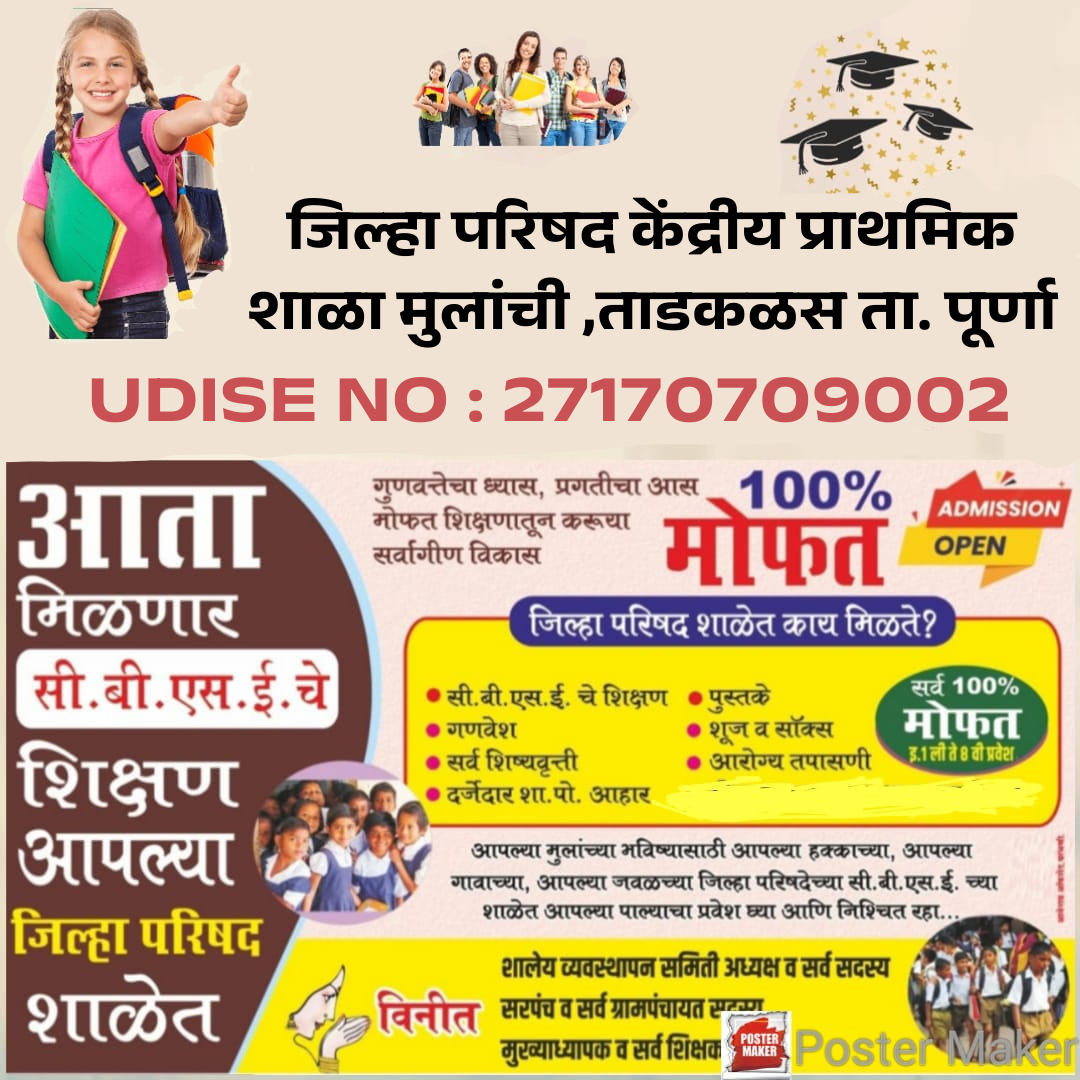 जिल्हा परिषद केंद्रीय प्राथमिक
शाळा मुलांची ,ताडकळस ता. पूर्णा
UDISE NO : 27170709002
आता
मिळणार
सी.बी.एस.ई.चे
शिक्षण
आपल्या
जिल्हा परिषद
शाळेत
गुणवत्तेचा ध्यास, प्रगतीचा आस
मोफत शिक्षणातून करूया
सर्वागीण विकास
100%
मोफत
ADMISSION
OPEN
जिल्हा परिषद शाळेत काय मिळते?
• सी.बी.एस.ई. चे शिक्षण
• गणवेश
• सर्व शिष्यवृत्ती
• दर्जेदार शा.पो. आहार
• पुस्तके
• शूज व सॉक्स
• आरोग्य तपासणी
सर्व 100%
मोफत
इ.1 ली ते 8 वी प्रवेश
आपल्या मुलांच्या भविष्यासाठी आपल्या हक्काच्या, आपल्या
गावाच्या, आपल्या जवळच्या जिल्हा परिषदेच्या सी.बी.एस.ई. च्या
शाळेत आपल्या पाल्याचा प्रवेश घ्या आणि निश्चित रहा...
विनीत
शालेय व्यवस्थापन समिती अध्यक्ष व सर्व सदस्य
सरपंच व सर्व ग्रामपंचायत सदस्य
मुख्याध्यापक व सर्व शिक्षक
POSTER
MAKER
Poster Maker